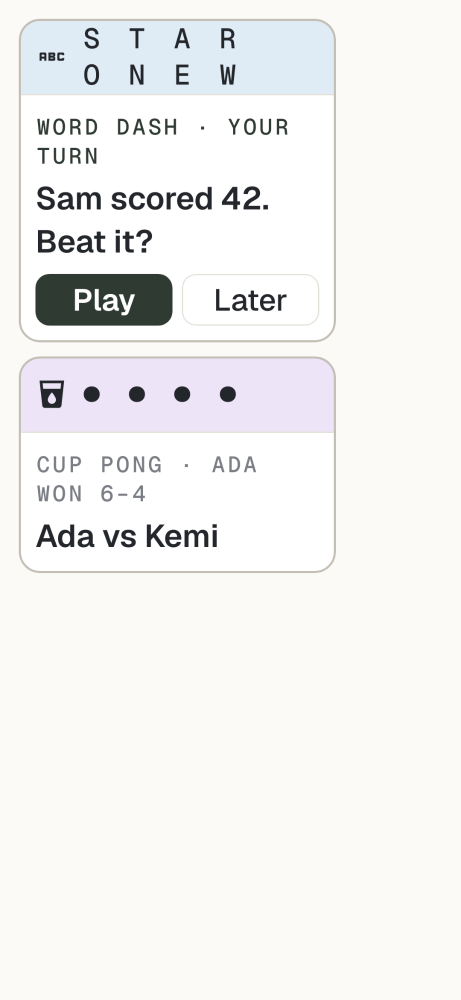 ABC
S T A R
O N E W
WORD DASH · YOUR
TURN
Sam scored 42.
Beat it?
Play Later
CUP PONG · ADA
WON 6–4
Ada vs Kemi